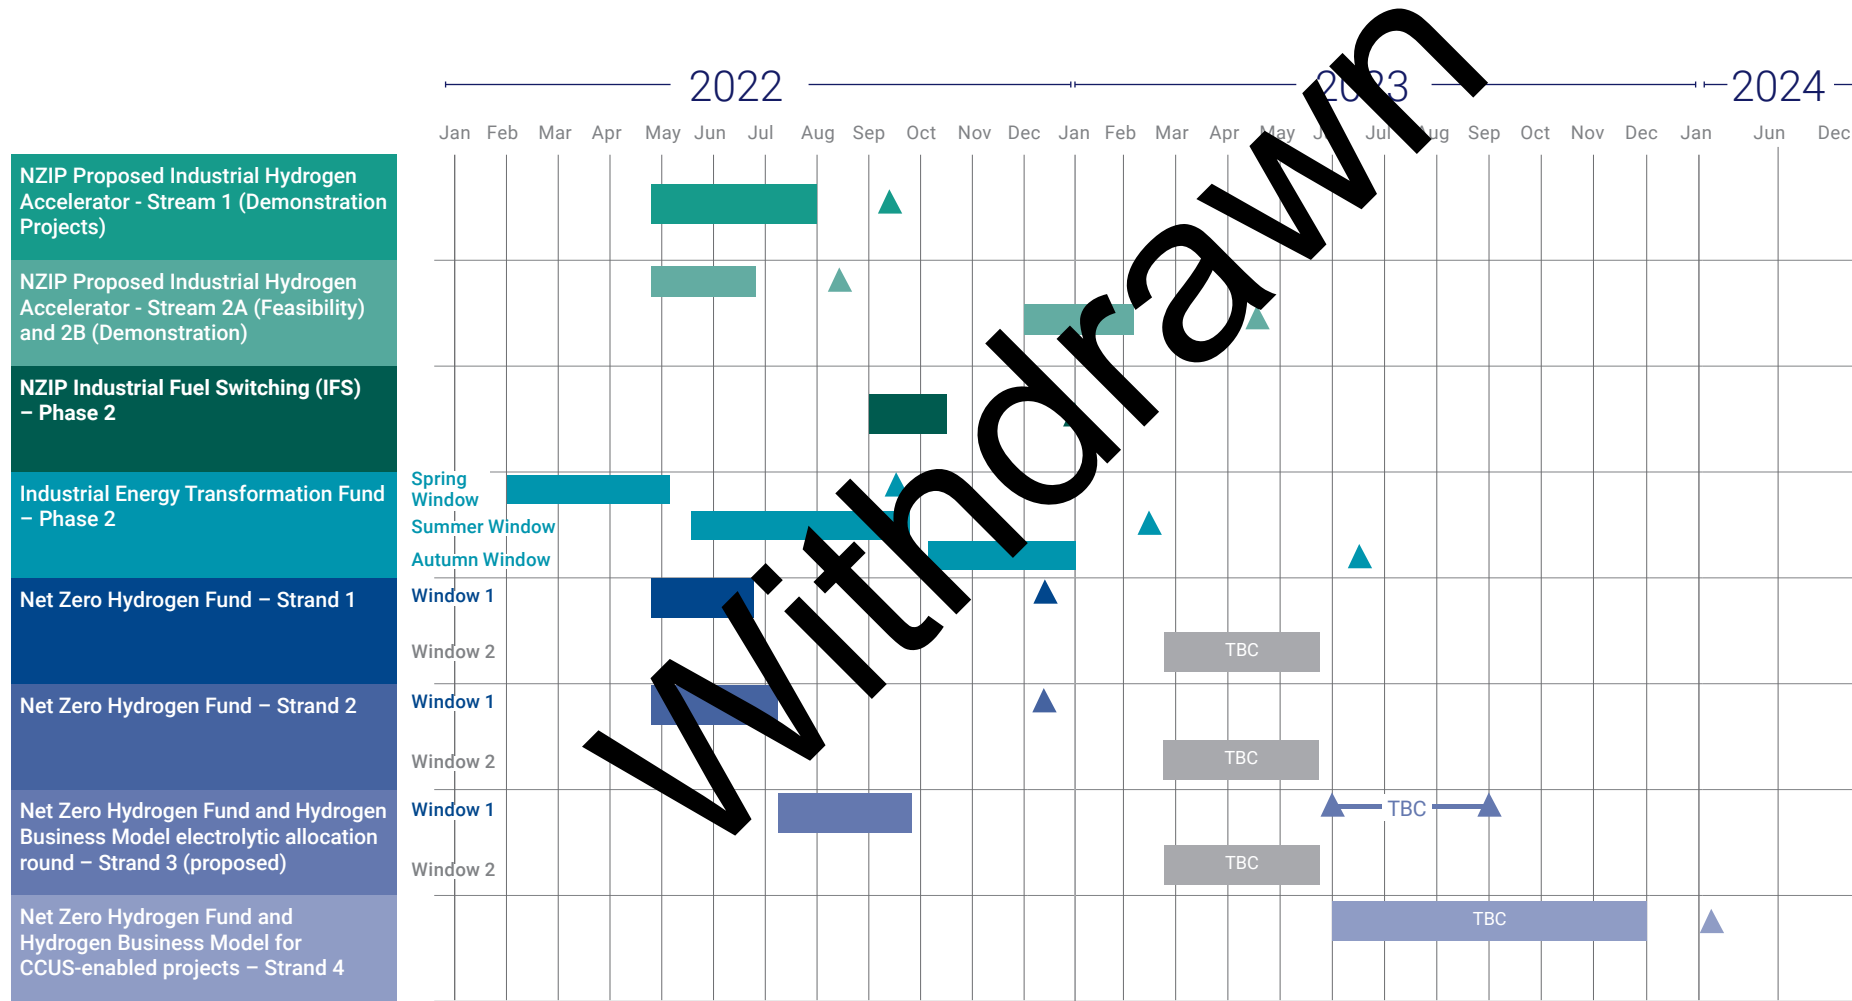 2022 2023 2024
Jan Feb Mar Apr May Jun Jul Aug Sep Oct Nov Dec Jan Feb Mar Apr May Jun Jul Aug Sep Oct Nov Dec Jan Jun Dec
NZIP Proposed Industrial Hydrogen
Accelerator - Stream 1 (Demonstration
Projects)
NZIP Proposed Industrial Hydrogen
Accelerator - Stream 2A (Feasibility)
and 2B (Demonstration)
NZIP Industrial Fuel Switching (IFS)
– Phase 2
Industrial Energy Transformation Fund
– Phase 2
Spring
Window
Summer Window
Autumn Window
Net Zero Hydrogen Fund – Strand 1
Window 1
Window 2
TBC
Net Zero Hydrogen Fund – Strand 2
Window 1
Window 2
TBC
Net Zero Hydrogen Fund and Hydrogen
Business Model electrolytic allocation
round – Strand 3 (proposed)
Window 1
TBC
Window 2
TBC
Net Zero Hydrogen Fund and
Hydrogen Business Model for
CCUS-enabled projects – Strand 4
TBC
Withdrawn